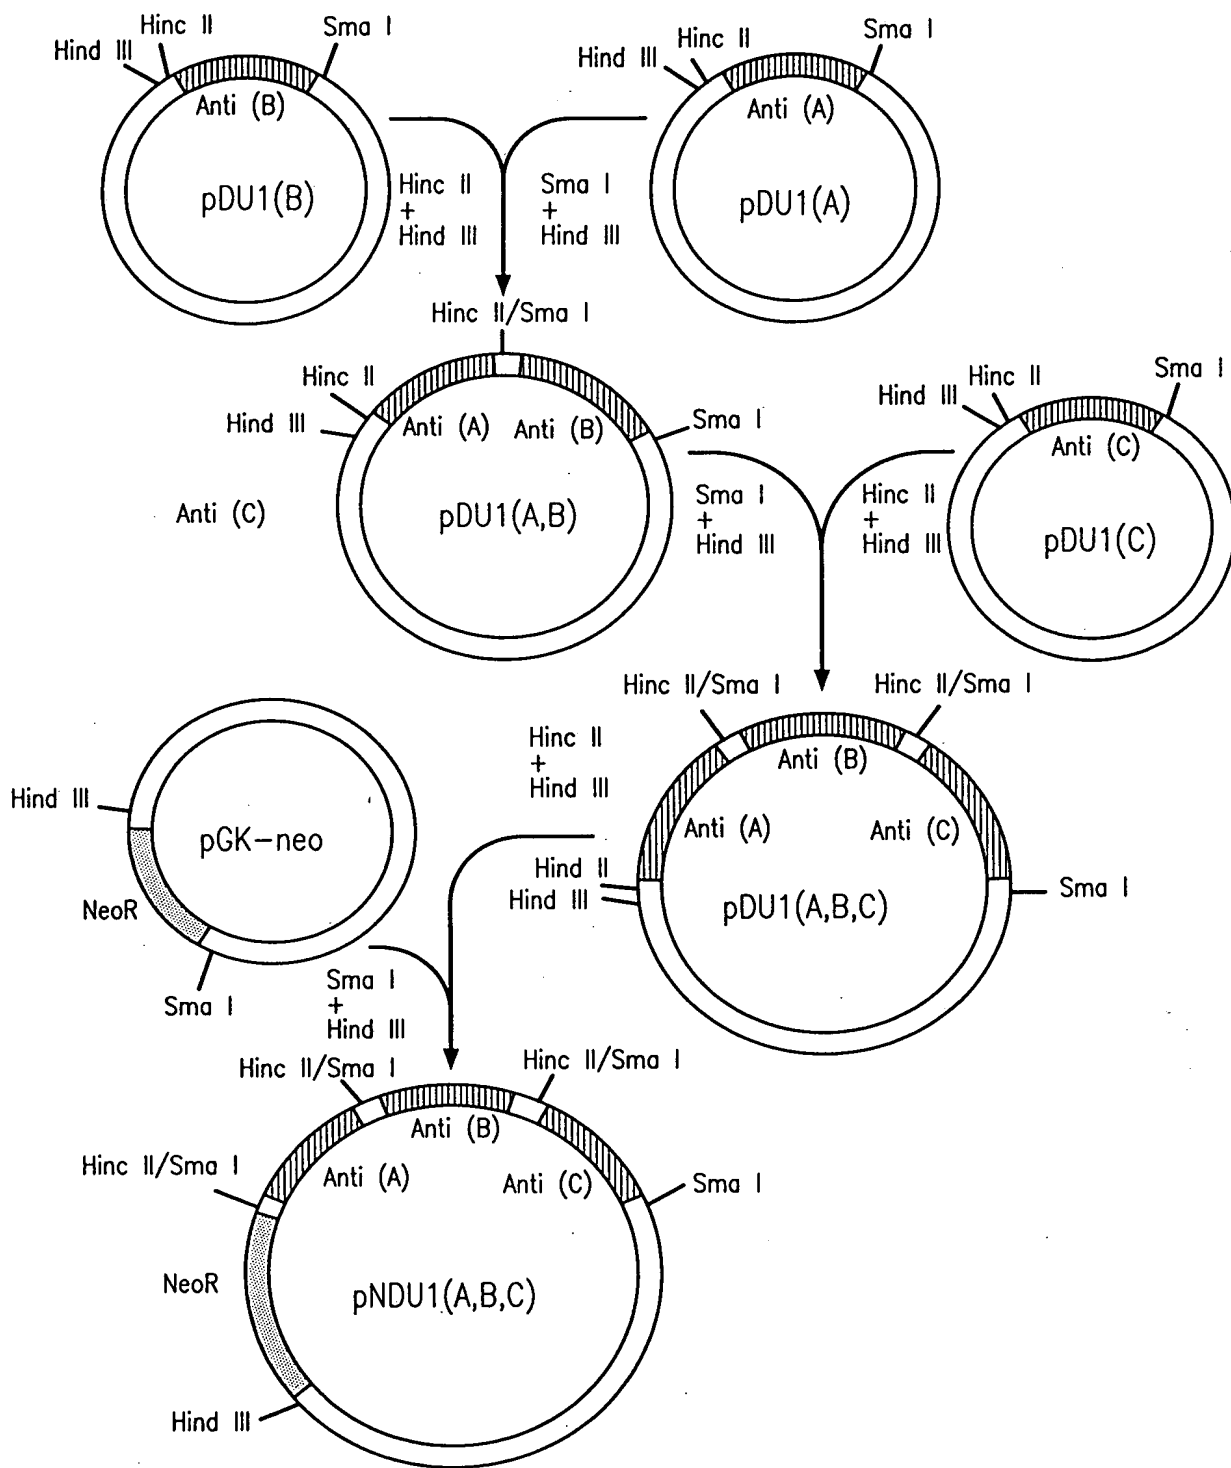 Hinc II
Hind III
Sma I
Anti (B)
pDU1(B)
Hinc II
Hind III
Sma I
Anti (A)
pDU1(A)
Hinc II
+
Hind III
Sma I
+
Hind III
Hinc II/Sma I
Hinc II
Hind III
Sma I
Anti (A)
Anti (B)
pDU1(A,B)
Anti (C)
Hinc II
Hind III
Sma I
Anti (C)
pDU1(C)
Sma I
+
Hind III
Hinc II
+
Hind III
Hinc II/Sma I
Hinc II/Sma I
Anti (B)
Anti (A)
Anti (C)
Hind II
Hind III
Sma I
pDU1(A,B,C)
Hinc II
+
Hind III
Hind III
pGK-neo
NeoR
Sma I
Sma I
+
Hind III
Hinc II/Sma I
Hinc II/Sma I
Anti (B)
Hinc II/Sma I
Anti (A)
Anti (C)
Sma I
NeoR
pNDU1(A,B,C)
Hind III